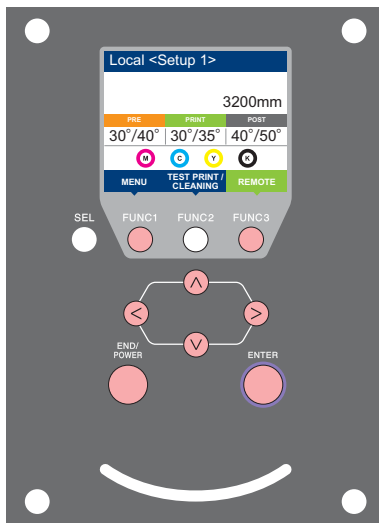 Local <Setup 1>
3200mm
PRE PRINT POST
30°/40° 30°/35° 40°/50°
M C Y K
MENU TEST PRINT / CLEANING REMOTE
SEL FUNC1 FUNC2 FUNC3
END/
POWER ENTER